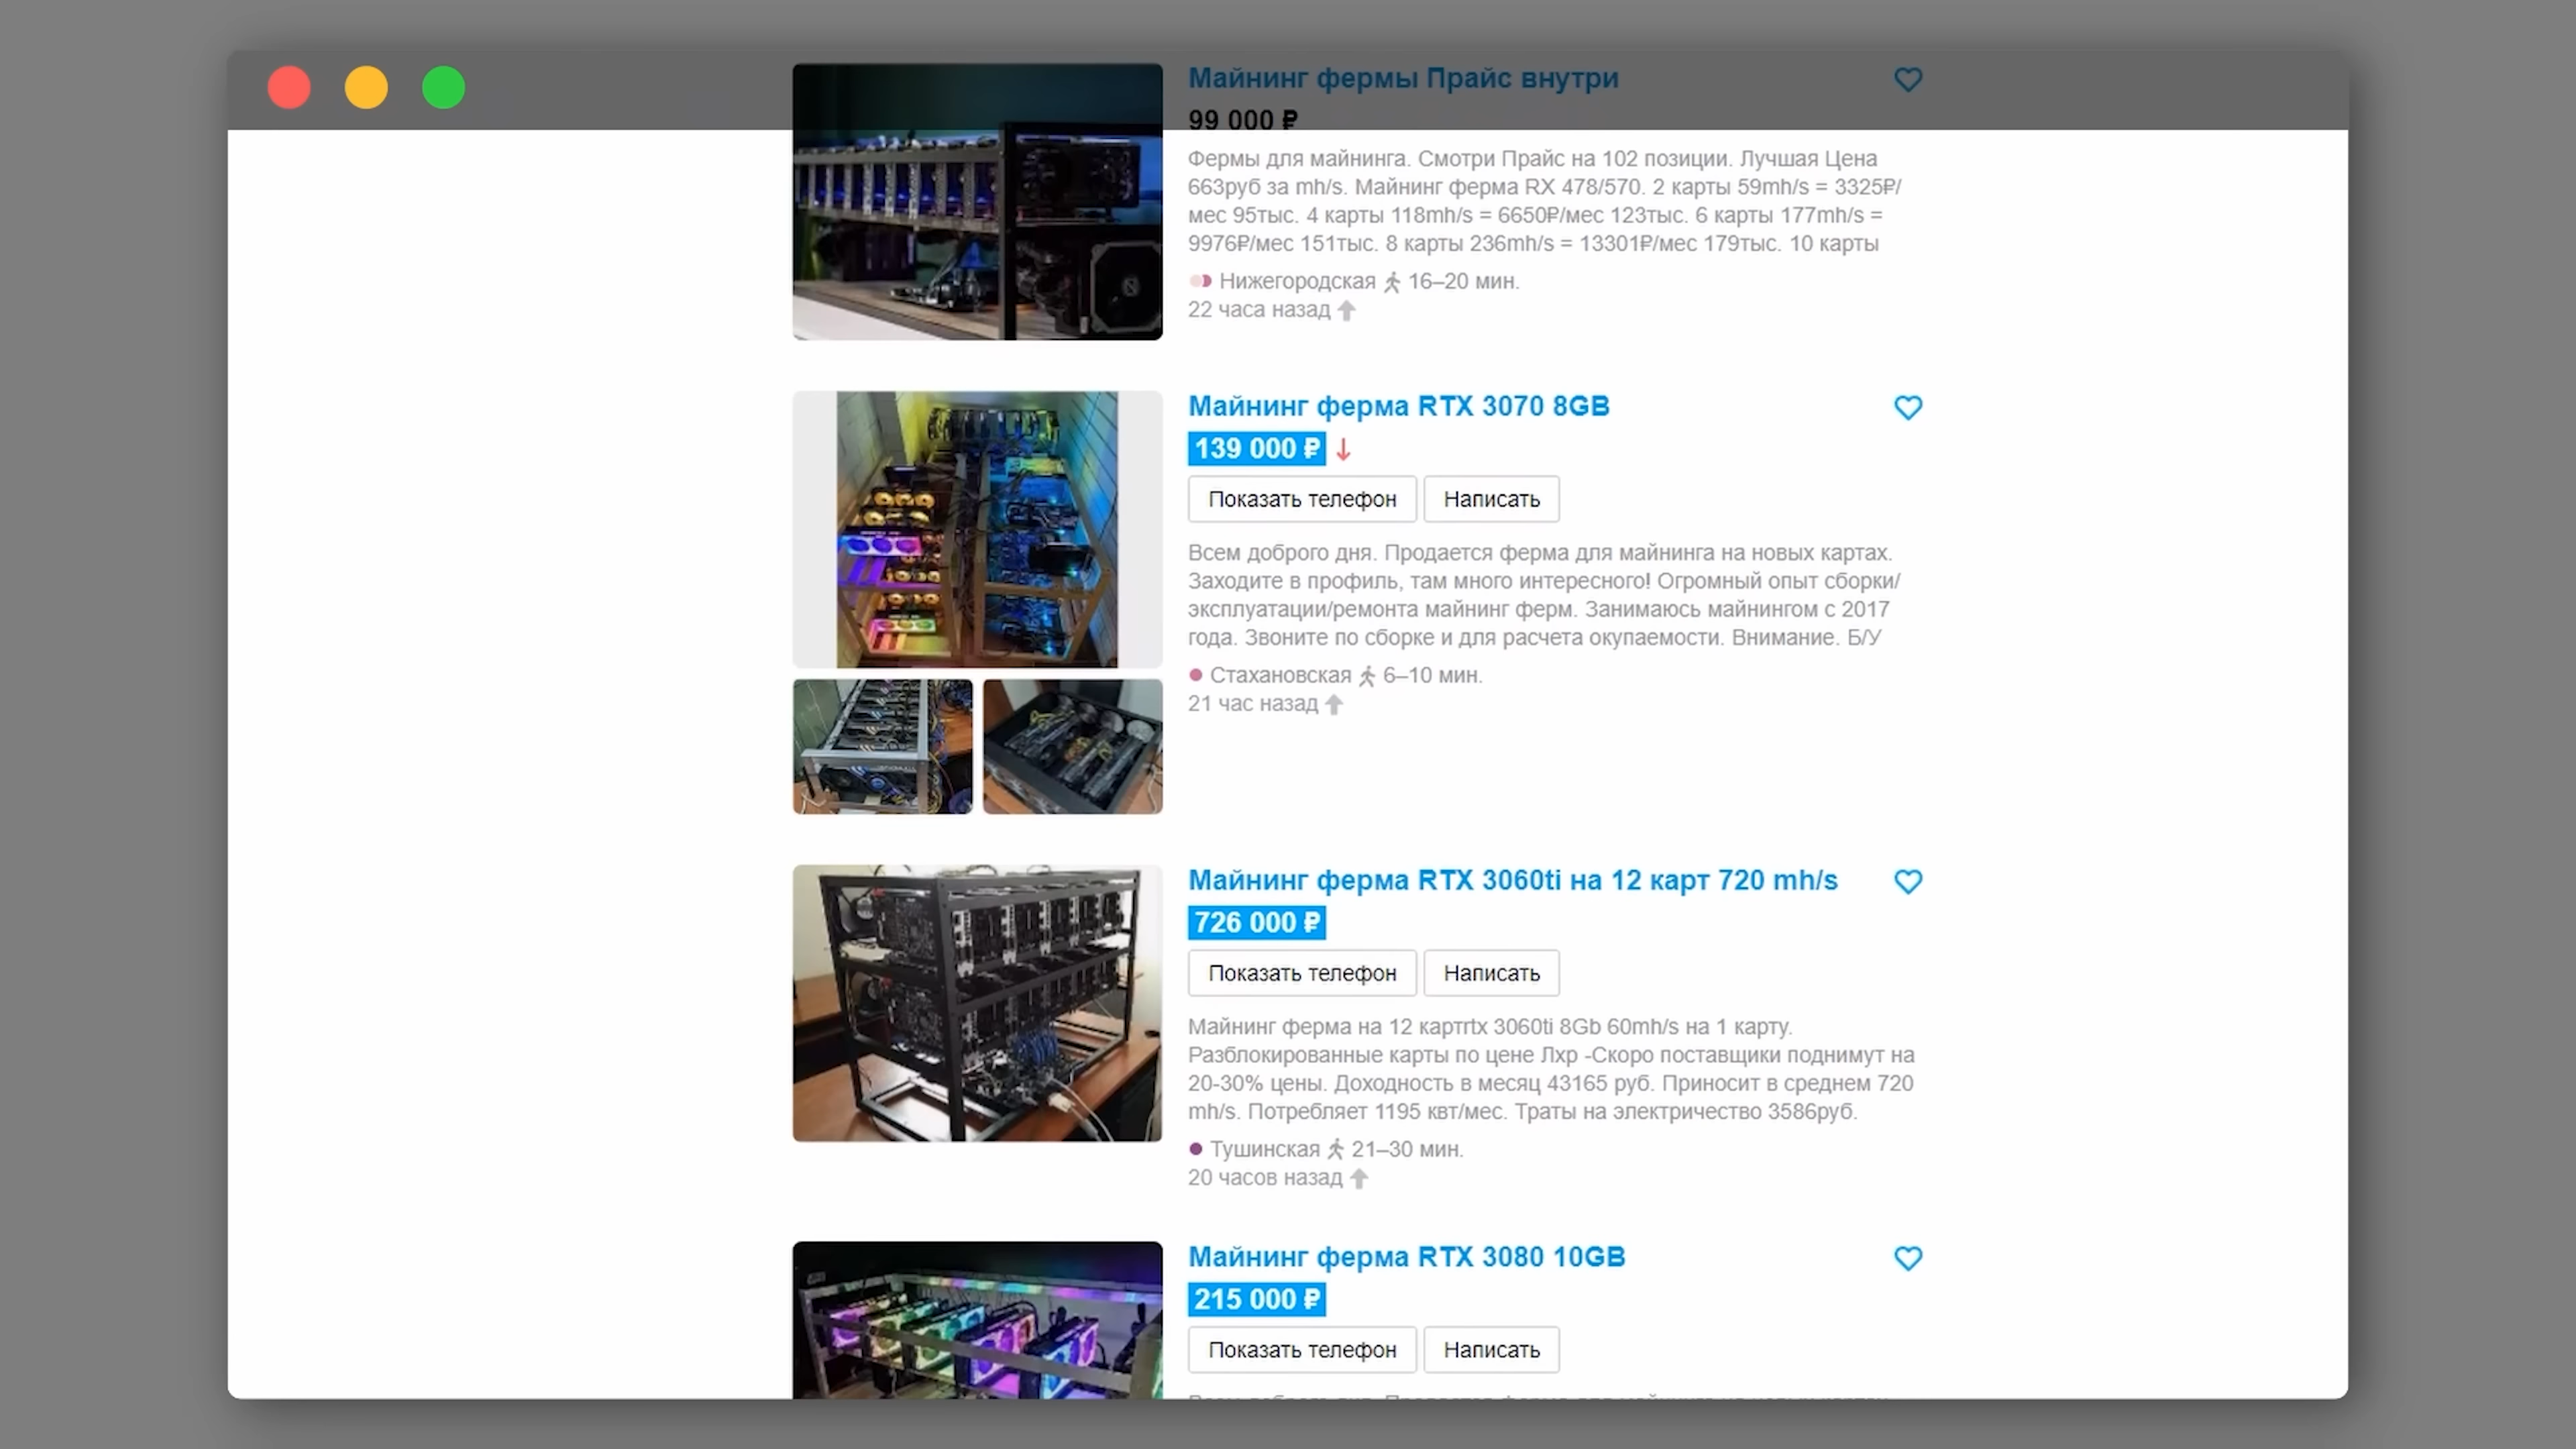 Майнинг фермы Прайс внутри
99 000 ₽
Фермы для майнинга. Смотри Прайс на 102 позиции. Лучшая Цена
663руб за mh/s. Майнинг ферма RX 478/570. 2 карты 59mh/s = 3325₽/
мес 95тыс. 4 карты 118mh/s = 6650₽/мес 123тыс. 6 карты 177mh/s =
9976₽/мес 151тыс. 8 карты 236mh/s = 13301₽/мес 179тыс. 10 карты
Нижегородская 16–20 мин.
22 часа назад
Майнинг ферма RTX 3070 8GB
139 000 ₽
Показать телефон Написать
Всем доброго дня. Продается ферма для майнинга на новых картах.
Заходите в профиль, там много интересного! Огромный опыт сборки/
эксплуатации/ремонта майнинг ферм. Занимаюсь майнингом с 2017
года. Звоните по сборке и для расчета окупаемости. Внимание. Б/У
Стахановская 6–10 мин.
21 час назад
Майнинг ферма RTX 3060ti на 12 карт 720 mh/s
726 000 ₽
Показать телефон Написать
Майнинг ферма на 12 картrtx 3060ti 8Gb 60mh/s на 1 карту.
Разблокированные карты по цене Лхр -Скоро поставщики поднимут на
20-30% цены. Доходность в месяц 43165 руб. Приносит в среднем 720
mh/s. Потребляет 1195 квт/мес. Траты на электричество 3586руб.
Тушинская 21–30 мин.
20 часов назад
Майнинг ферма RTX 3080 10GB
215 000 ₽
Показать телефон Написать